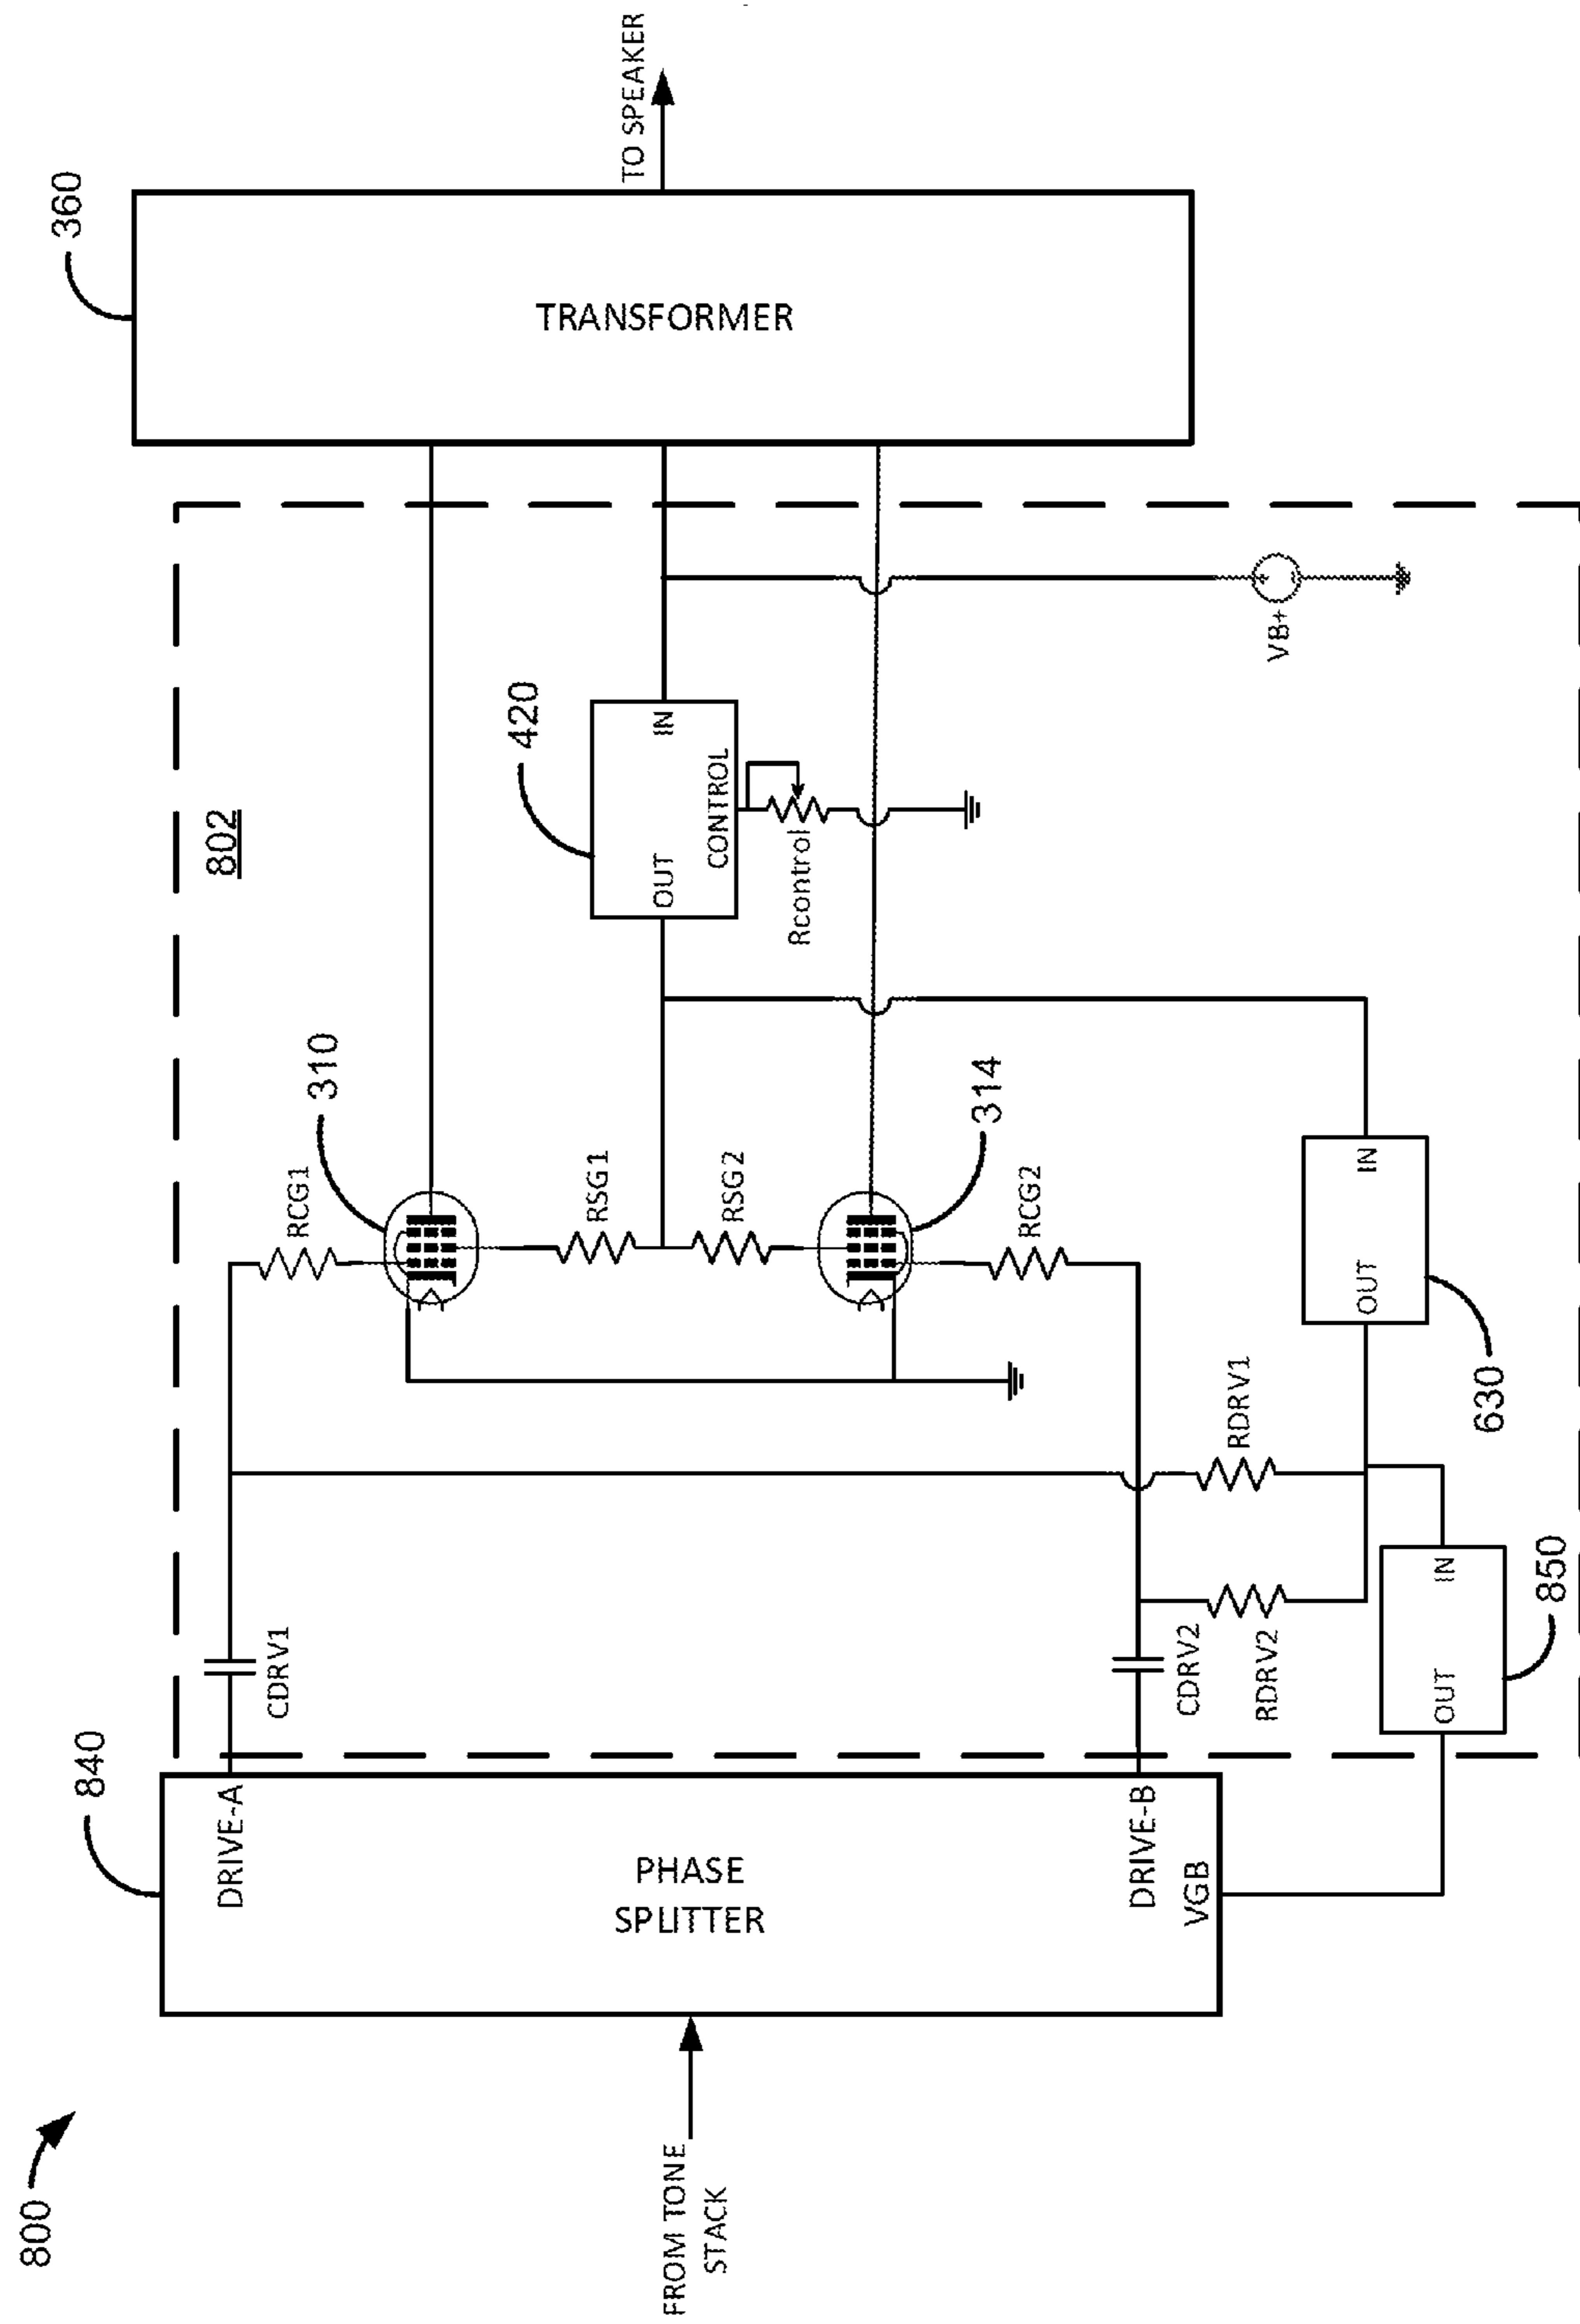 800
840
PHASE
SPLITTER
DRIVE-A
DRIVE-B
VGB
FROM TONE
STACK
802
CDRV1
CDRV2
RDRV1
RDRV2
RCG1
310
RSG1
RSG2
314
RCG2
420
OUT
IN
CONTROL
Rcontrol
VB+
OUT
IN
630
OUT
IN
850
360
TRANSFORMER
TO SPEAKER